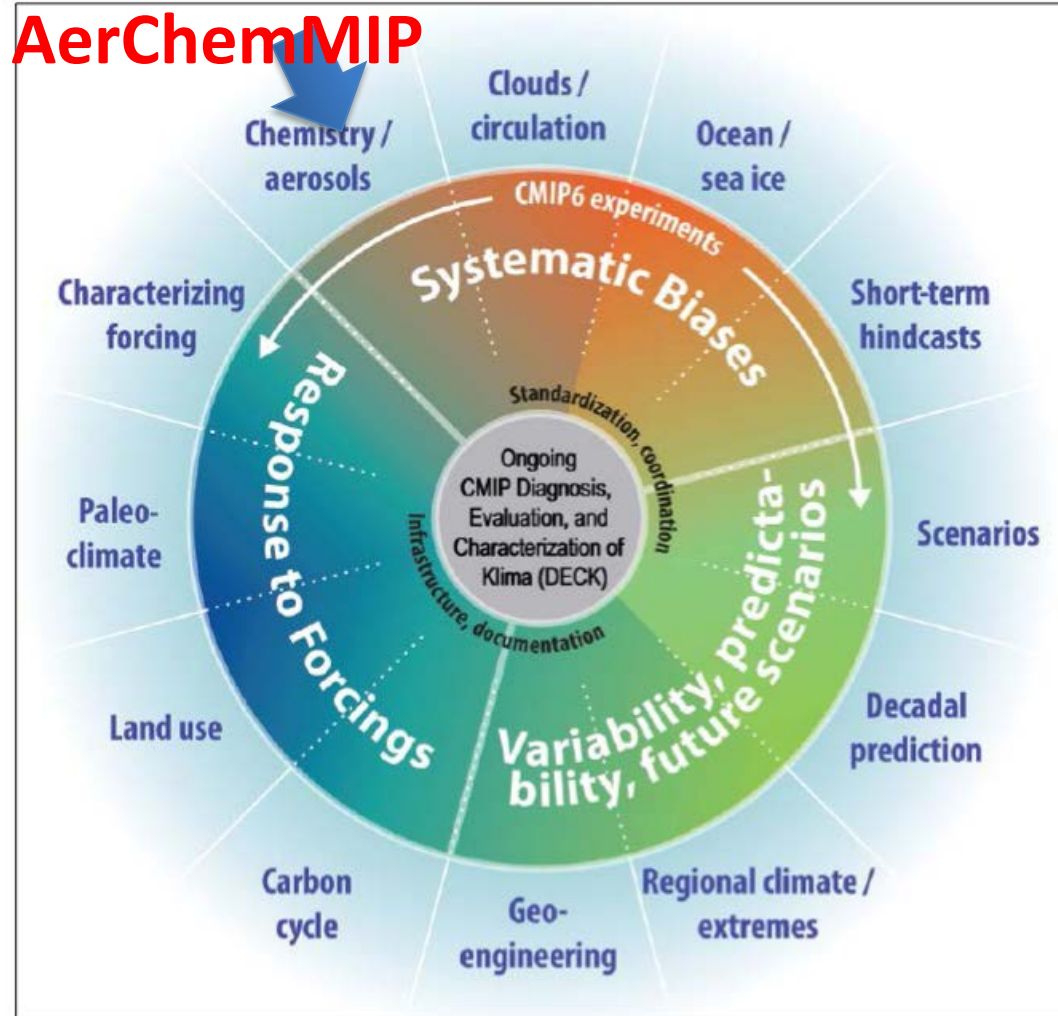 AerChemMIP
Clouds /
circulation
Chemistry /
aerosols
Ocean /
sea ice
CMIP6 experiments
Systematic Biases
Characterizing
forcing
Short-term
hindcasts
Standardization, coordination
Ongoing
CMIP Diagnosis,
Evaluation, and
Characterization of
Klima (DECK)
Infrastructure, documentation
Response to Forcings
Variability, predicta-
bility, future scenarios
Paleo-
climate
Scenarios
Land use
Decadal
prediction
Carbon
cycle
Geo-
engineering
Regional climate /
extremes